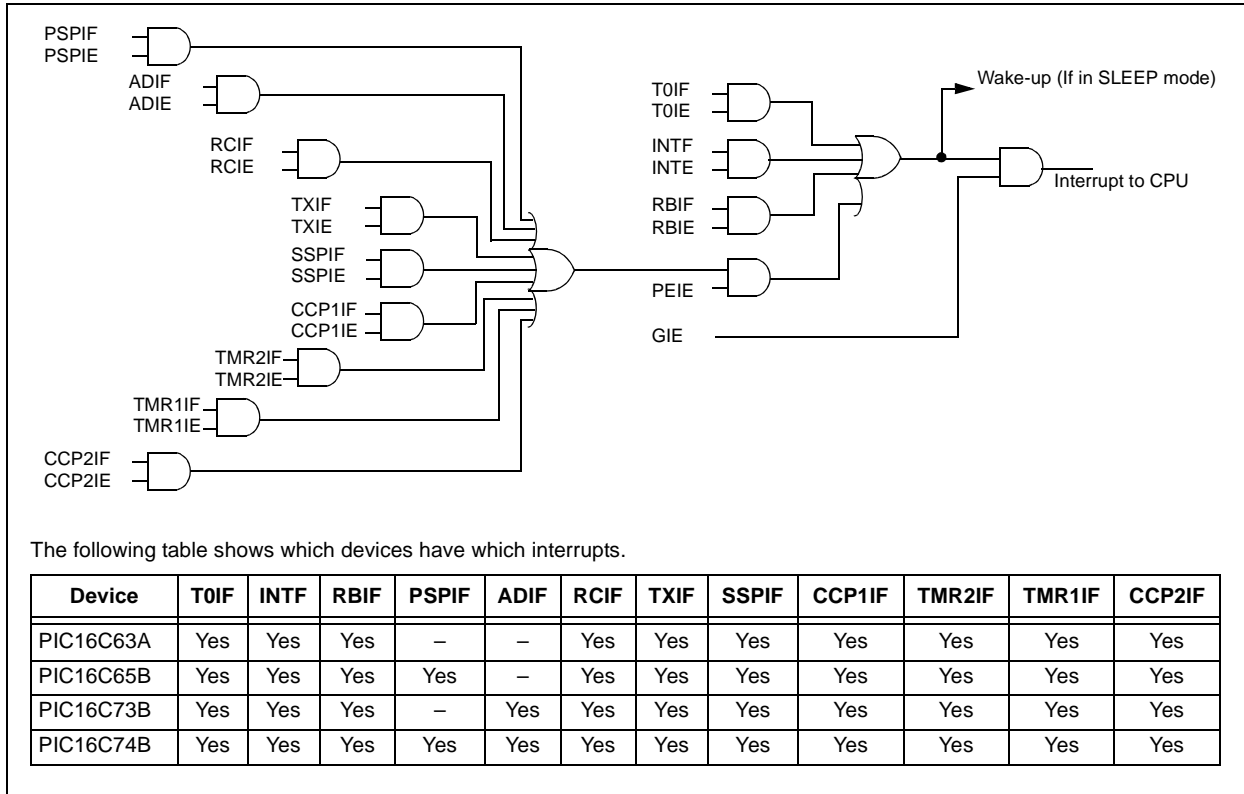 PSPIF
PSPIE
ADIF
ADIE
RCIF
RCIE
TXIF
TXIE
SSPIF
SSPIE
CCP1IF
CCP1IE
TMR2IF
TMR2IE
TMR1IF
TMR1IE
CCP2IF
CCP2IE
T0IF
T0IE
INTF
INTE
RBIF
RBIE
PEIE
GIE
Wake-up (If in SLEEP mode)
Interrupt to CPU
The following table shows which devices have which interrupts.
Device T0IF INTF RBIF PSPIF ADIF RCIF TXIF SSPIF CCP1IF TMR2IF TMR1IF CCP2IF
PIC16C63A Yes Yes Yes – – Yes Yes Yes Yes Yes Yes Yes
PIC16C65B Yes Yes Yes Yes – Yes Yes Yes Yes Yes Yes Yes
PIC16C73B Yes Yes Yes – Yes Yes Yes Yes Yes Yes Yes Yes
PIC16C74B Yes Yes Yes Yes Yes Yes Yes Yes Yes Yes Yes Yes